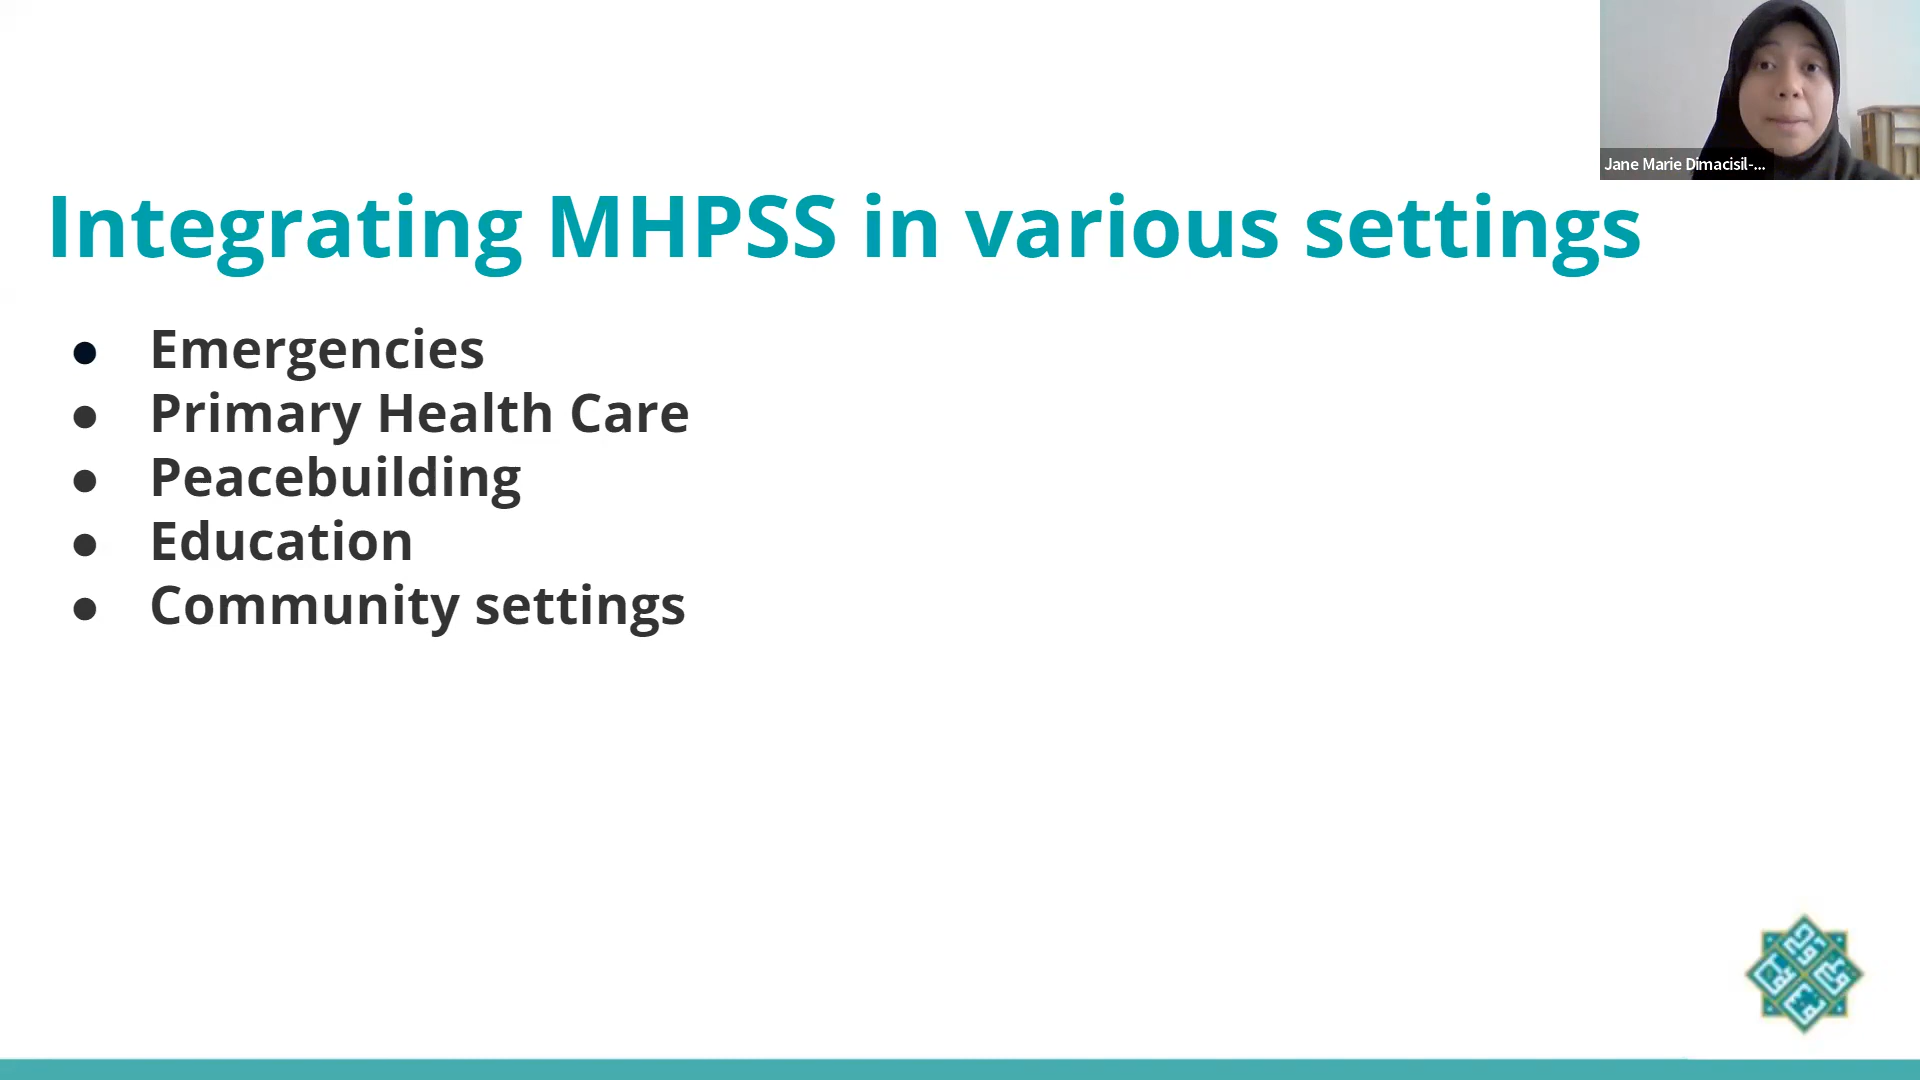 Jane Marie Dimacisil-...
Integrating MHPSS in various settings
● Emergencies
● Primary Health Care
● Peacebuilding
● Education
● Community settings